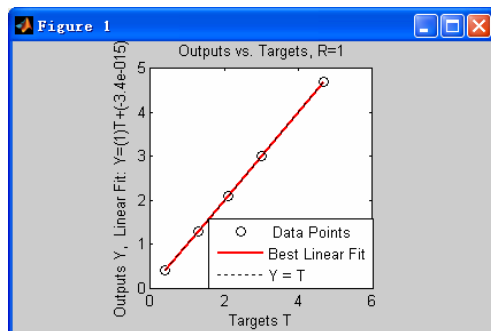 Figure 1
Outputs vs. Targets, R=1
Outputs Y, Linear Fit: Y=(1)T+(-3.4e-015)
5
4
3
2
1
0
Data Points
Best Linear Fit
Y = T
0 2 4 6
Targets T